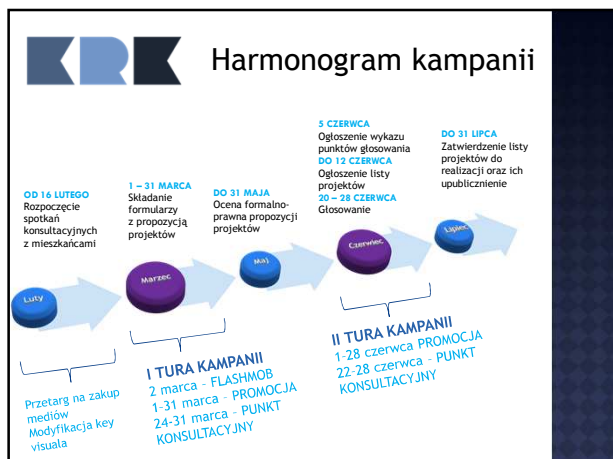 KRK
Harmonogram kampanii
OD 16 LUTEGO
Rozpoczęcie
spotkań
konsultacyjnych
z mieszkańcami
1 – 31 MARCA
Składanie
formularzy
z propozycją
projektów
DO 31 MAJA
Ocena formalno-
prawna propozycji
projektów
5 CZERWCA
Ogłoszenie wykazu
punktów głosowania
DO 12 CZERWCA
Ogłoszenie listy
projektów
20 – 28 CZERWCA
Głosowanie
DO 31 LIPCA
Zatwierdzenie listy
projektów do
realizacji oraz ich
upublicznienie
Luty
Marzec
Maj
Czerwiec
Lipiec
Przetarg na zakup
mediów
Modyfikacja key
visuala
I TURA KAMPANII
2 marca – FLASHMOB
1-31 marca – PROMOCJA
24-31 marca – PUNKT
KONSULTACYJNY
II TURA KAMPANII
1-28 czerwca PROMOCJA
22-28 czerwca – PUNKT
KONSULTACYJNY